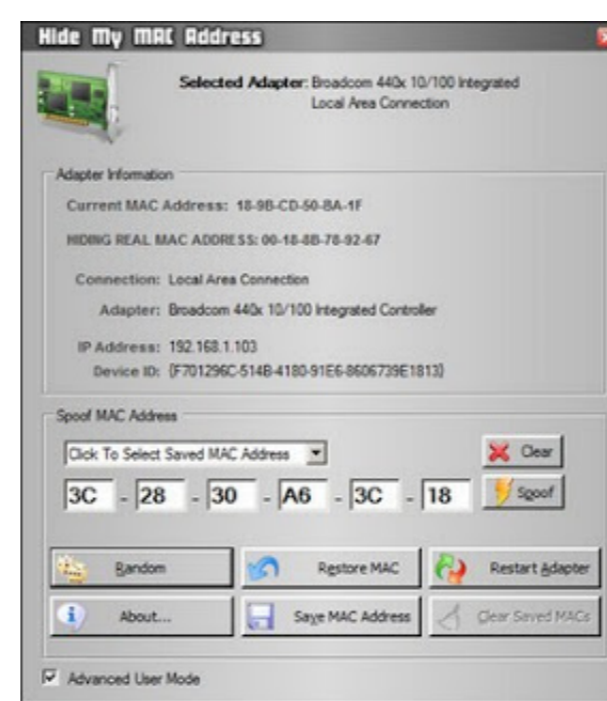 Hide My MAC Address
Selected Adapter: Broadcom 440x 10/100 Integrated
Local Area Connection
Adapter Information
Current MAC Address: 18-9B-CD-50-BA-1F
HIDING REAL MAC ADDRESS: 00-18-8B-78-92-67
Connection: Local Area Connection
Adapter: Broadcom 440x 10/100 Integrated Controller
IP Address: 192.168.1.103
Device ID: {F701296C-514B-4180-91E6-8606739E1813}
Spoof MAC Address
Click To Select Saved MAC Address
Clear
3C - 28 - 30 - A6 - 3C - 18
Spoof
Random
Restore MAC
Restart Adapter
About...
Save MAC Address
Clear Saved MACs
Advanced User Mode